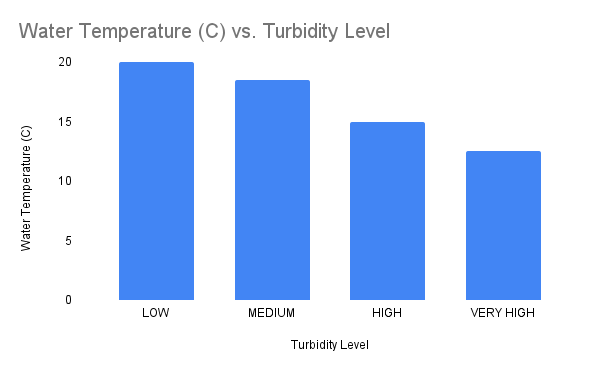 Water Temperature (C) vs. Turbidity Level
20
15
10
5
0
Water Temperature (C)
LOW MEDIUM HIGH VERY HIGH
Turbidity Level